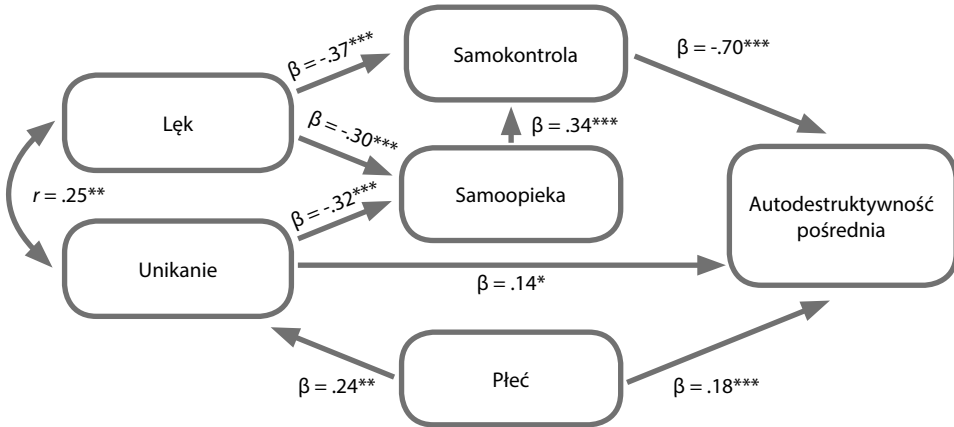 β = -.37***
Samokontrola
β = -.70***
Lęk
β = -.30***
β = .34***
r = .25**
β = -.32***
Samoopieka
Autodestruktywność
pośrednia
Unikanie
β = .14*
β = .24**
Płeć
β = .18***